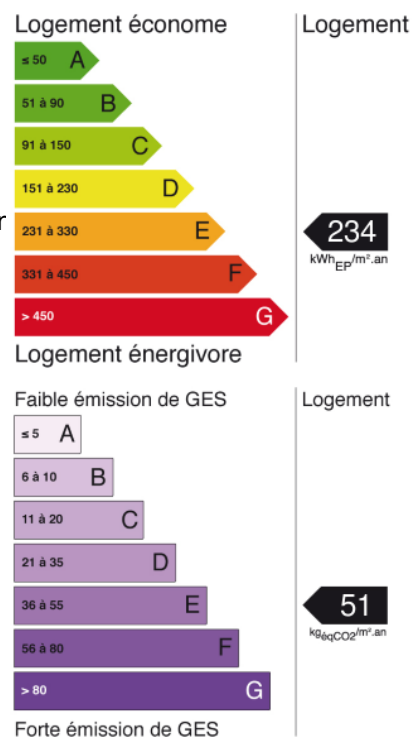 Logement économe
Logement
≤ 50 A
51 à 90 B
91 à 150 C
151 à 230 D
r
231 à 330 E
234
kWhEP/m².an
331 à 450 F
> 450 G
Logement énergivore
Faible émission de GES
Logement
≤ 5 A
6 à 10 B
11 à 20 C
21 à 35 D
36 à 55 E
51
kgéqCO2/m².an
56 à 80 F
> 80 G
Forte émission de GES